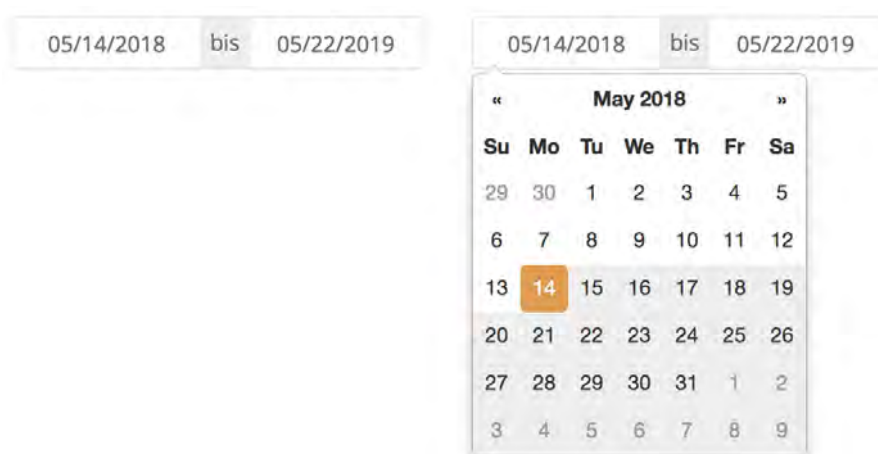 05/14/2018 bis 05/22/2019
05/14/2018 bis 05/22/2019
« May 2018 »
Su Mo Tu We Th Fr Sa
29 30 1 2 3 4 5
6 7 8 9 10 11 12
13 14 15 16 17 18 19
20 21 22 23 24 25 26
27 28 29 30 31 1 2
3 4 5 6 7 8 9